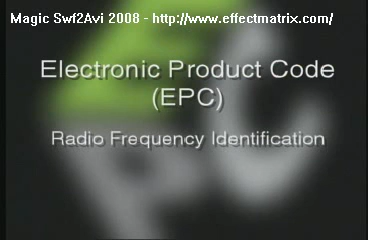 Magic Swf2Avi 2008 - http://www.effectmatrix.com/
Electronic Product Code
(EPC)
Radio Frequency Identification